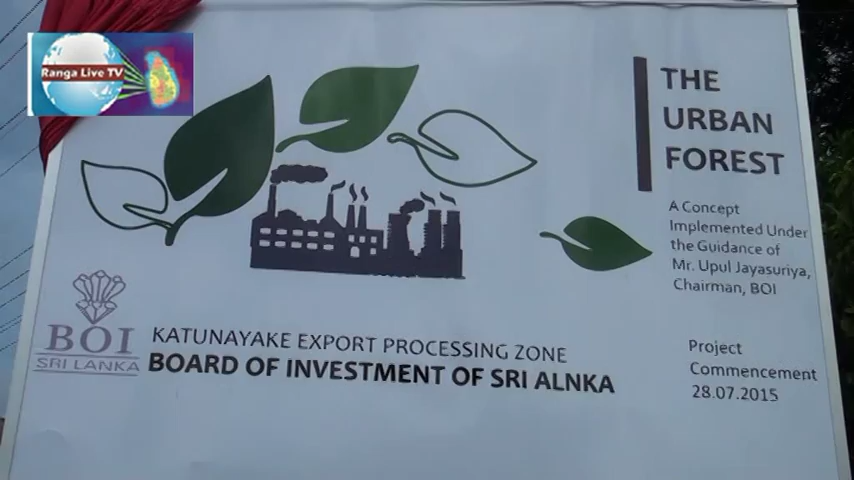 Ranga Live TV
THE
URBAN
FOREST
A Concept
Implemented Under
the Guidance of
Mr. Upul Jayasuriya,
Chairman, BOI
BOI
SRI LANKA
KATUNAYAKE EXPORT PROCESSING ZONE
BOARD OF INVESTMENT OF SRI ALNKA
Project
Commencement
28.07.2015